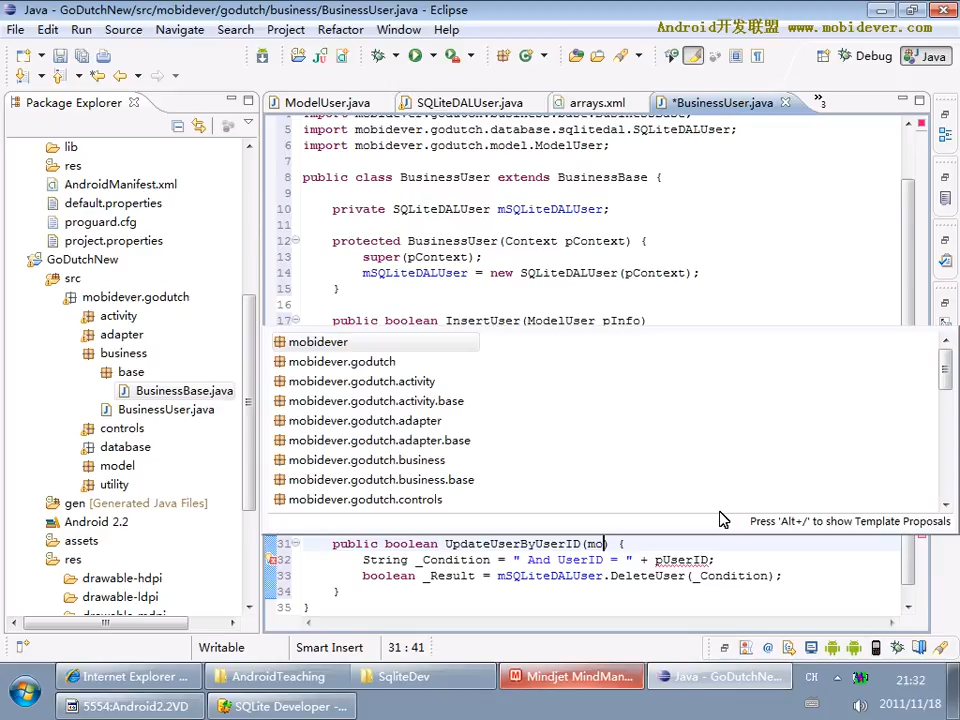 Java - GoDutchNew/src/mobidever/godutch/business/BusinessUser.java - Eclipse
File Edit Source Navigate Search Project Refactor Window Help
Android开发联盟 www.mobidever.com
Debug Java
Package Explorer
ModelUser.java SQLiteDALUser.java arrays.xml *BusinessUser.java »3
lib
res
AndroidManifest.xml
default.properties
proguard.cfg
project.properties
GoDutchNew
src
mobidever.godutch
activity
adapter
business
base
BusinessBase.java
BusinessUser.java
controls
database
model
utility
gen [Generated Java Files]
Android 2.2
assets
res
drawable-hdpi
drawable-ldpi
5 import mobidever.godutch.database.sqlitedal.SQLiteDALUser;
6 import mobidever.godutch.model.ModelUser;
7
8 public class BusinessUser extends BusinessBase {
9
10 private SQLiteDALUser mSQLiteDALUser;
11
12 protected BusinessUser(Context pContext) {
13 super(pContext);
14 mSQLiteDALUser = new SQLiteDALUser(pContext);
15 }
16
17 public boolean InsertUser(ModelUser pInfo)
mobidever
mobidever.godutch
mobidever.godutch.activity
mobidever.godutch.activity.base
mobidever.godutch.adapter
mobidever.godutch.adapter.base
mobidever.godutch.business
mobidever.godutch.business.base
mobidever.godutch.controls
Press 'Alt+/' to show Template Proposals
31 public boolean UpdateUserByUserID(mo) {
32 String _Condition = " And UserID = " + pUserID;
33 boolean _Result = mSQLiteDALUser.DeleteUser(_Condition);
34 }
35 }
Writable Smart Insert 31 : 41
Internet Explorer ... AndroidTeaching SqliteDev Mindjet MindMan... Java - GoDutchNe...
CH 21:32
5554:Android2.2VD SQLite Developer - ...
2011/11/18